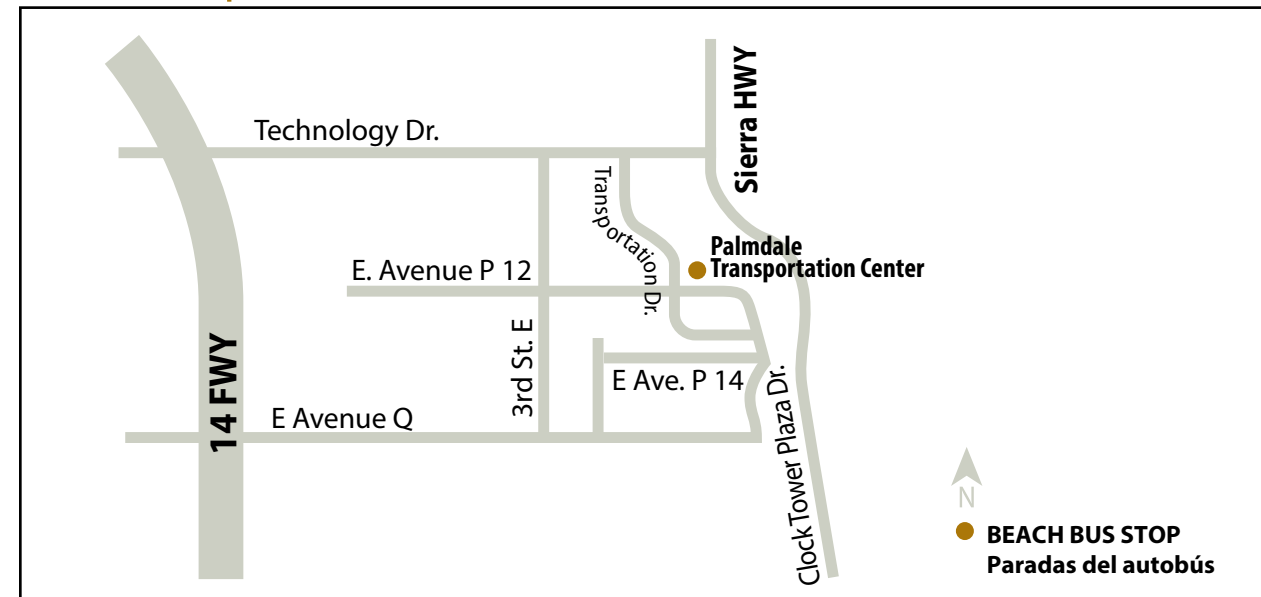 Technology Dr.
Sierra HWY
Transportation Dr.
Palmdale
Transportation Center
E. Avenue P 12
14 FWY
3rd St. E
E Ave. P 14
E Avenue Q
Clock Tower Plaza Dr.
N
BEACH BUS STOP
Paradas del autobús